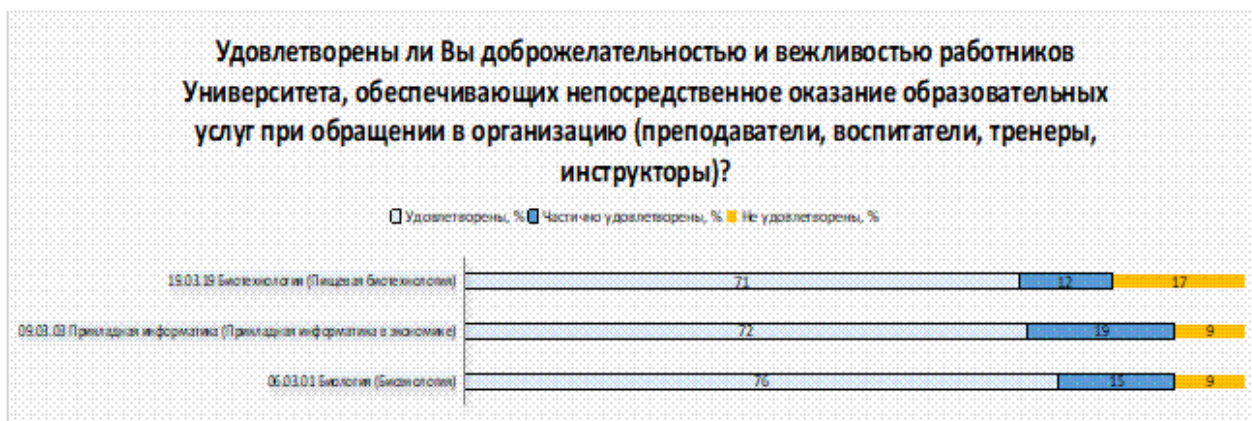 Удовлетворены ли Вы доброжелательностью и вежливостью работников
Университета, обеспечивающих непосредственное оказание образовательных
услуг при обращении в организацию (преподаватели, воспитатели, тренеры,
инструкторы)?
Удовлетворены, % Частично удовлетворены, % Не удовлетворены, %
19.03.19 Биотехнология (Пищевая биотехнология)
71 12 17
09.03.03 Прикладная информатика (Прикладная информатика в экономике)
72 19 9
06.03.01 Биология
76 15 9